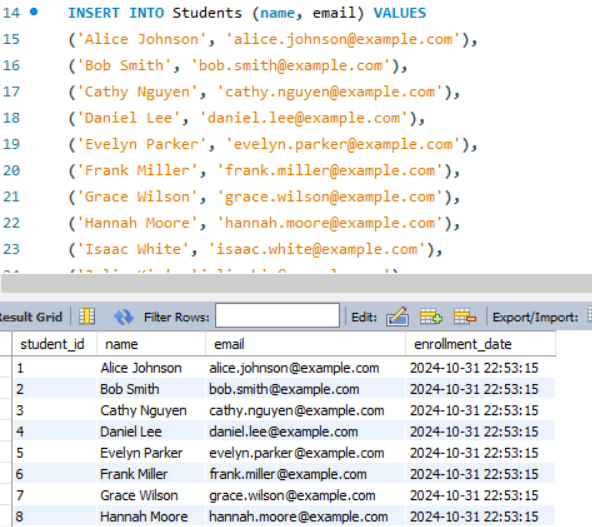 14 INSERT INTO Students (name, email) VALUES
15 ('Alice Johnson', 'alice.johnson@example.com'),
16 ('Bob Smith', 'bob.smith@example.com'),
17 ('Cathy Nguyen', 'cathy.nguyen@example.com'),
18 ('Daniel Lee', 'daniel.lee@example.com'),
19 ('Evelyn Parker', 'evelyn.parker@example.com'),
20 ('Frank Miller', 'frank.miller@example.com'),
21 ('Grace Wilson', 'grace.wilson@example.com'),
22 ('Hannah Moore', 'hannah.moore@example.com'),
23 ('Isaac White', 'isaac.white@example.com'),
Result Grid Filter Rows: Edit: Export/Import:
student_id name email enrollment_date
1 Alice Johnson alice.johnson@example.com 2024-10-31 22:53:15
2 Bob Smith bob.smith@example.com 2024-10-31 22:53:15
3 Cathy Nguyen cathy.nguyen@example.com 2024-10-31 22:53:15
4 Daniel Lee daniel.lee@example.com 2024-10-31 22:53:15
5 Evelyn Parker evelyn.parker@example.com 2024-10-31 22:53:15
6 Frank Miller frank.miller@example.com 2024-10-31 22:53:15
7 Grace Wilson grace.wilson@example.com 2024-10-31 22:53:15
8 Hannah Moore hannah.moore@example.com 2024-10-31 22:53:15